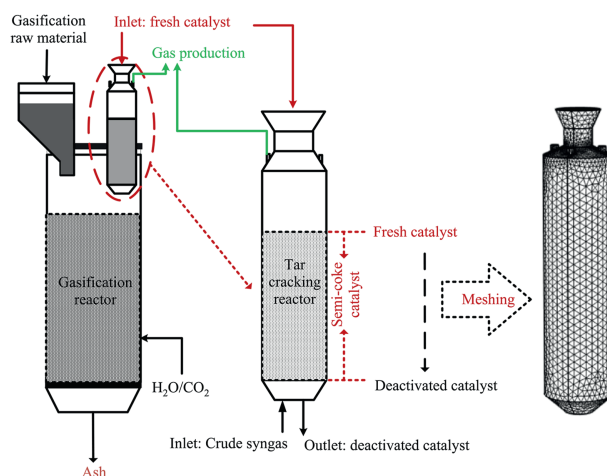 Gasification
raw material
Inlet: fresh catalyst
Gas production
Gasification
reactor
Tar
cracking
reactor
Semi-coke
catalyst
Fresh catalyst
Meshing
Deactivated catalyst
H₂O/CO₂
Inlet: Crude syngas
Outlet: deactivated catalyst
Ash